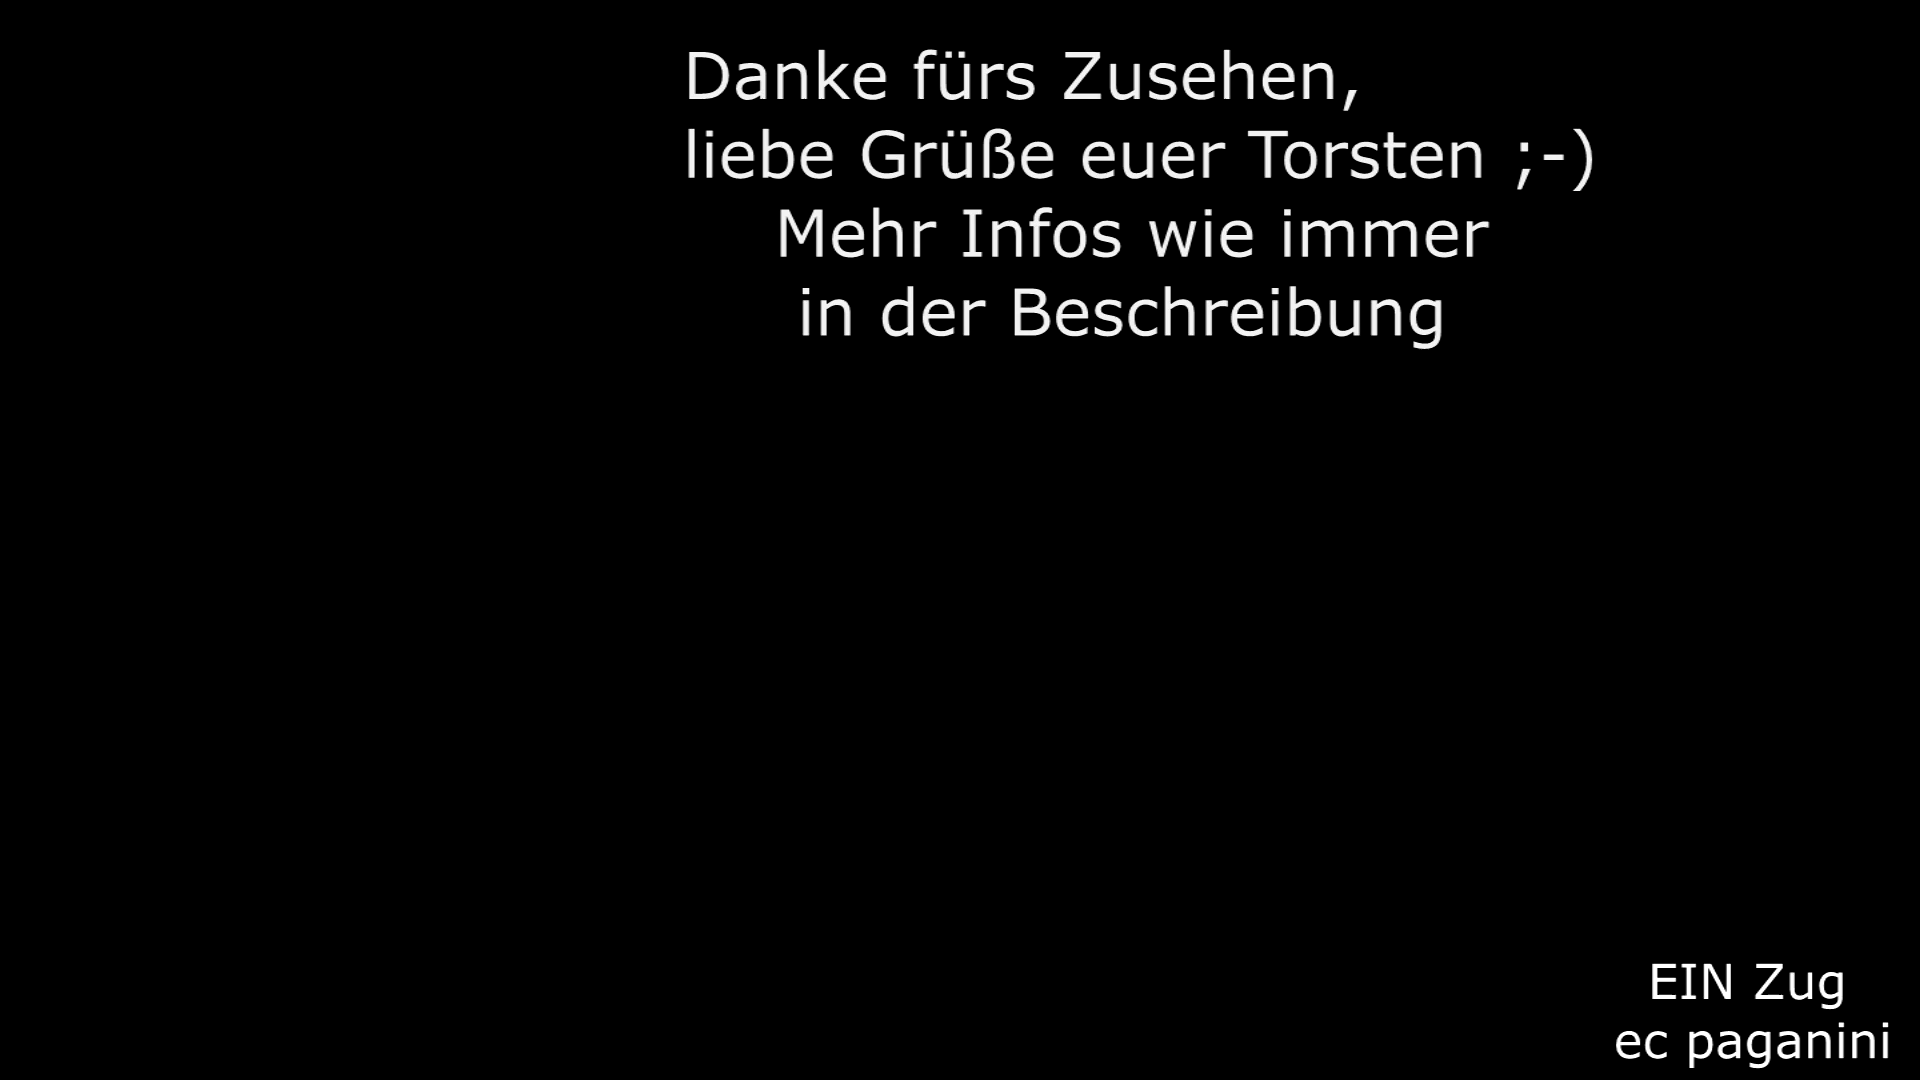 Danke fürs Zusehen,
liebe Grüße euer Torsten ;-)
Mehr Infos wie immer
in der Beschreibung
EIN Zug
ec paganini